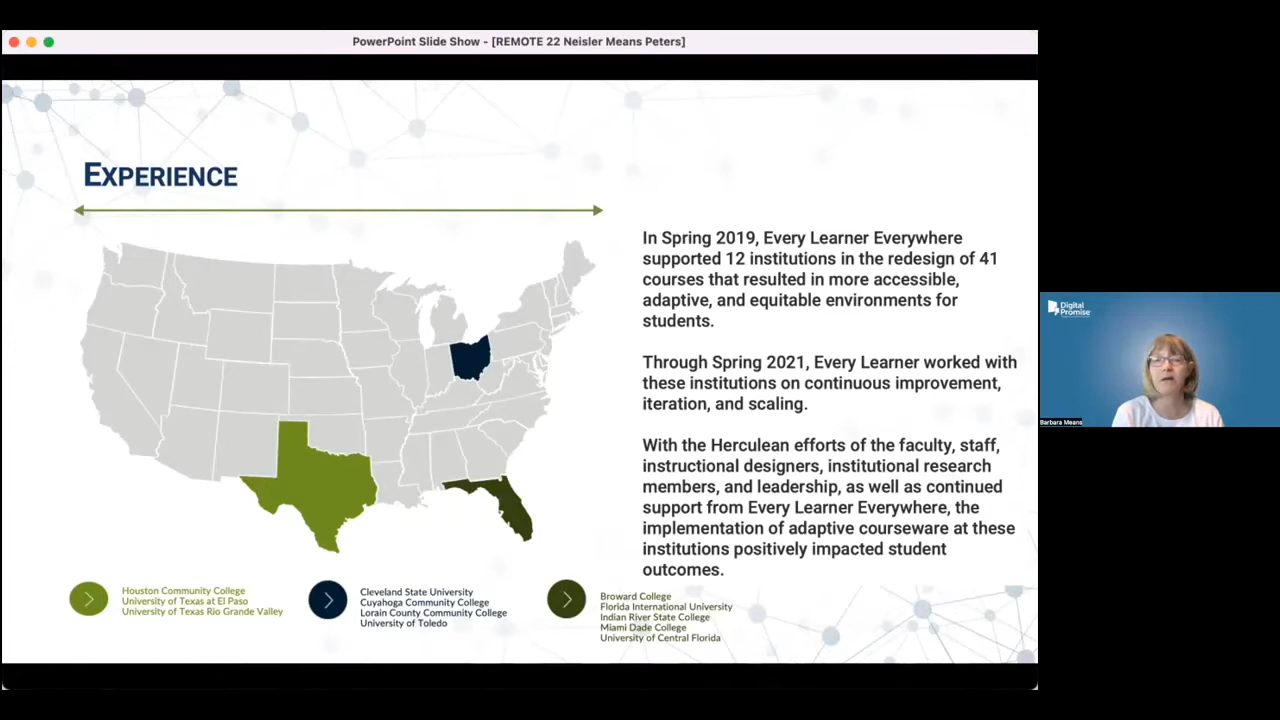 PowerPoint Slide Show - [REMOTE 22 Neisler Means Peters]
EXPERIENCE
In Spring 2019, Every Learner Everywhere
supported 12 institutions in the redesign of 41
courses that resulted in more accessible,
adaptive, and equitable environments for
students.
Through Spring 2021, Every Learner worked with
these institutions on continuous improvement,
iteration, and scaling.
With the Herculean efforts of the faculty, staff,
instructional designers, institutional research
members, and leadership, as well as continued
support from Every Learner Everywhere, the
implementation of adaptive courseware at these
institutions positively impacted student
outcomes.
Houston Community College
University of Texas at El Paso
University of Texas Rio Grande Valley
Cleveland State University
Cuyahoga Community College
Lorain County Community College
University of Toledo
Broward College
Florida International University
Indian River State College
Miami Dade College
University of Central Florida
Digital
Promise
Barbara Means